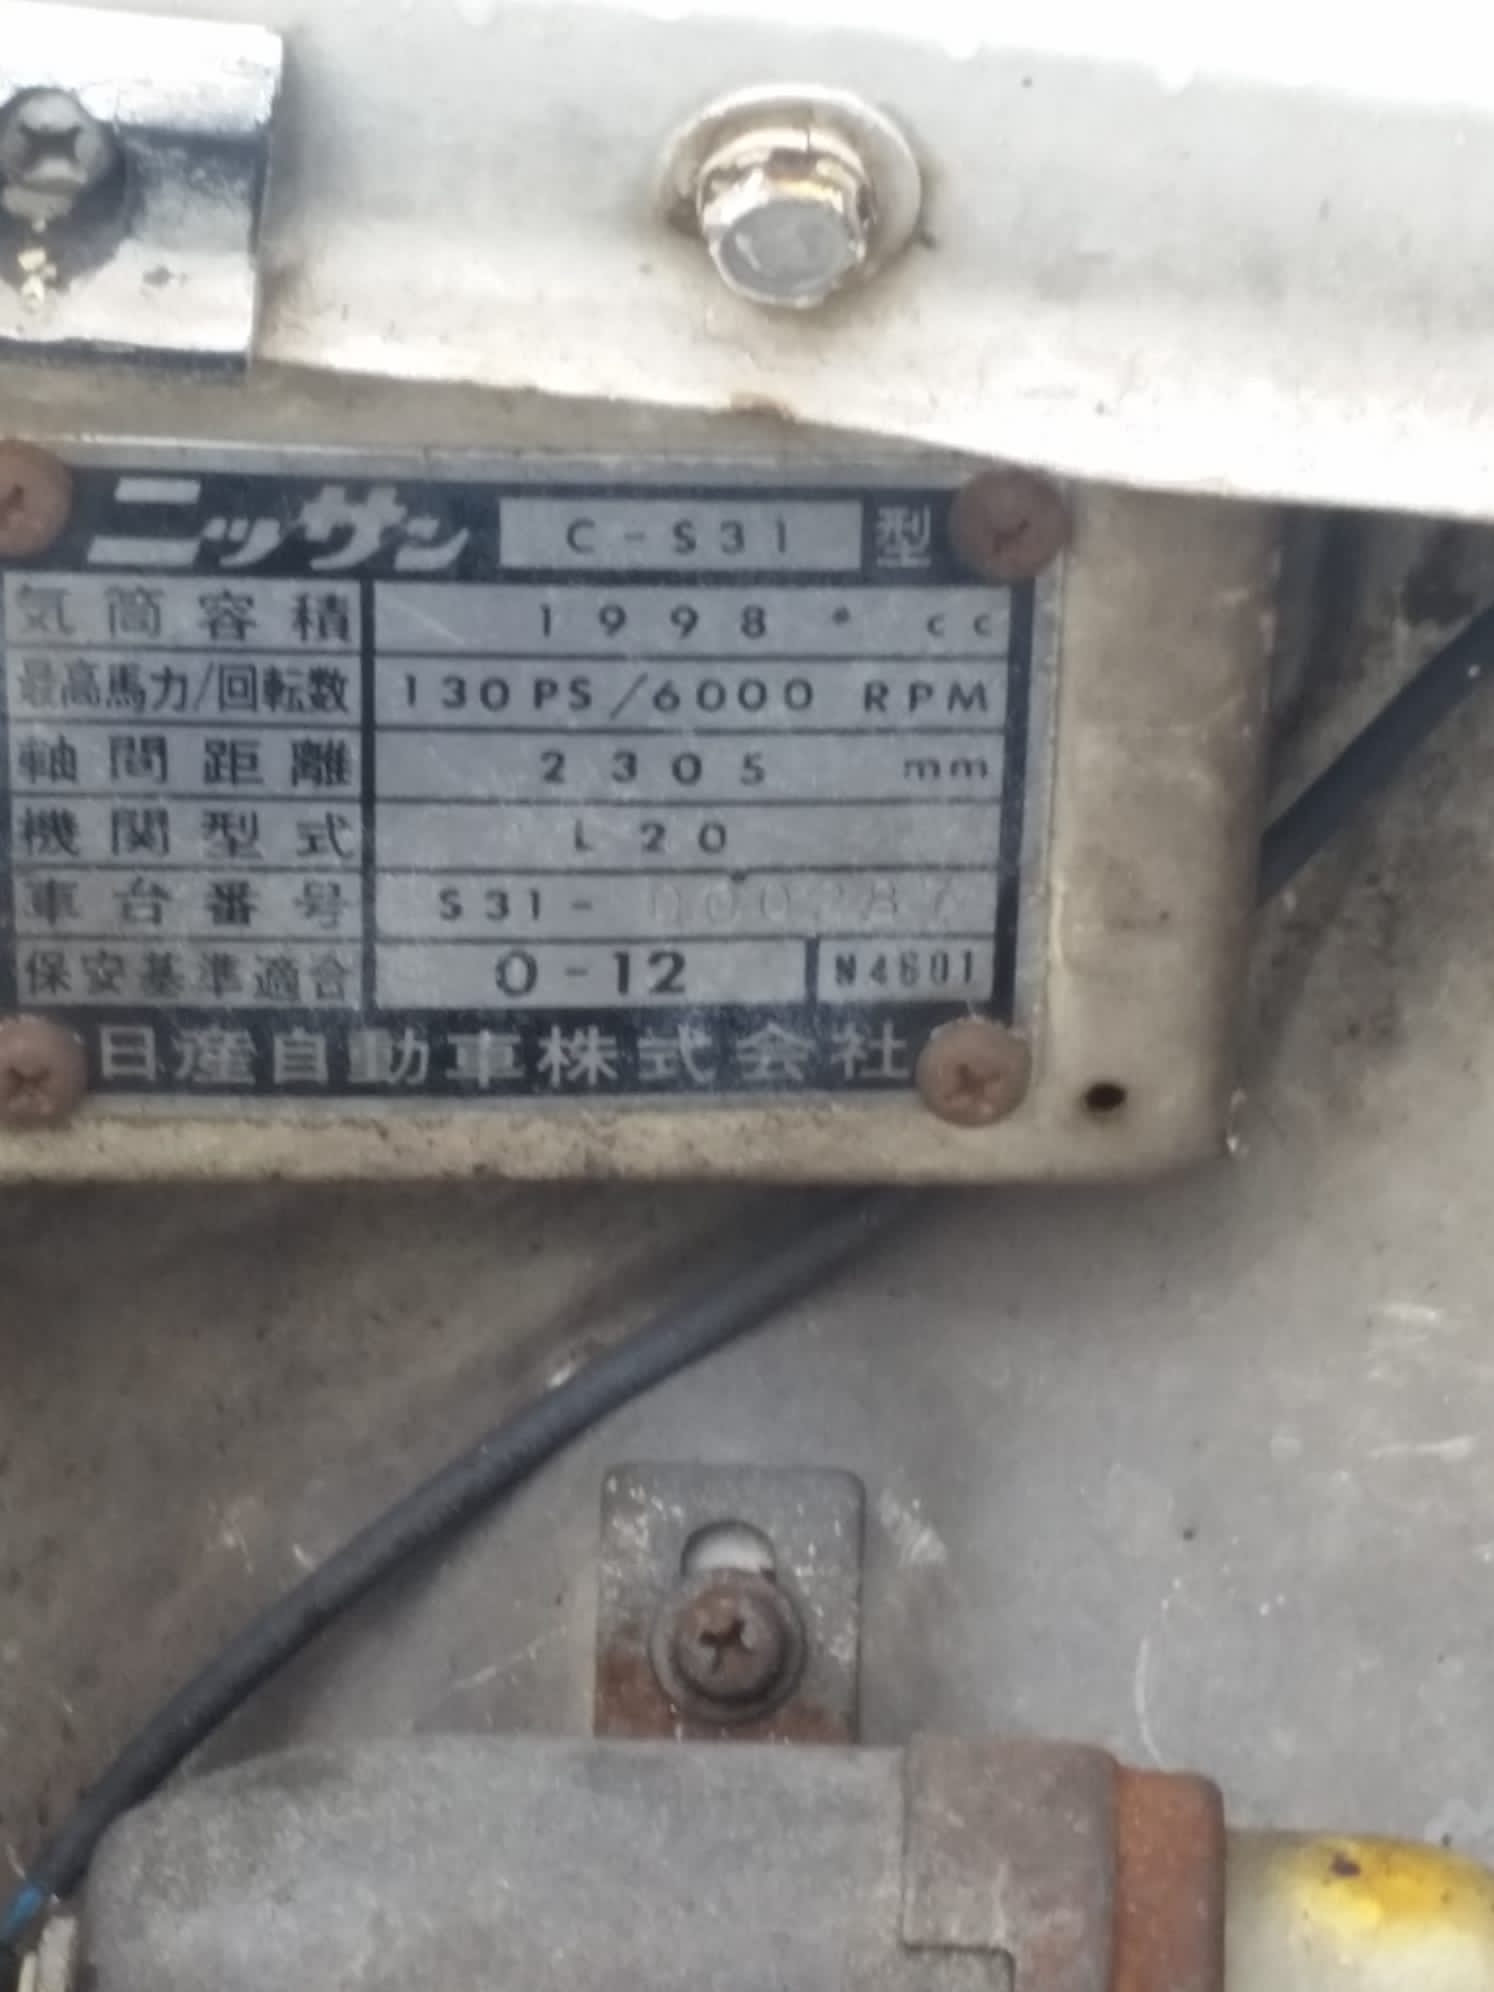 ニッサン C-S31 型
気筒容積 1998 cc
最高馬力/回転数 130PS/6000 RPM
軸間距離 2305 mm
機関型式 L20
車台番号 S31-
保安基準適合 0-12 N4601
日産自動車株式会社